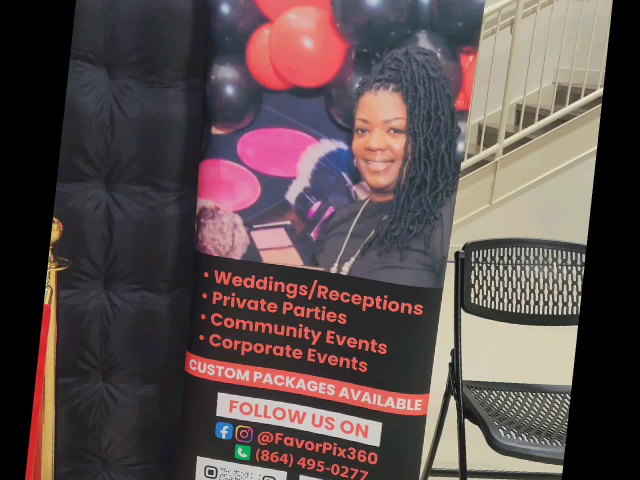 • Weddings/Receptions
• Private Parties
• Community Events
• Corporate Events
CUSTOM PACKAGES AVAILABLE
FOLLOW US ON
@FavorPix360
(864) 495-0277